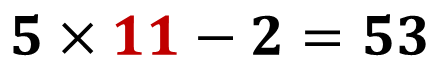 5 × 11 − 2 = 53